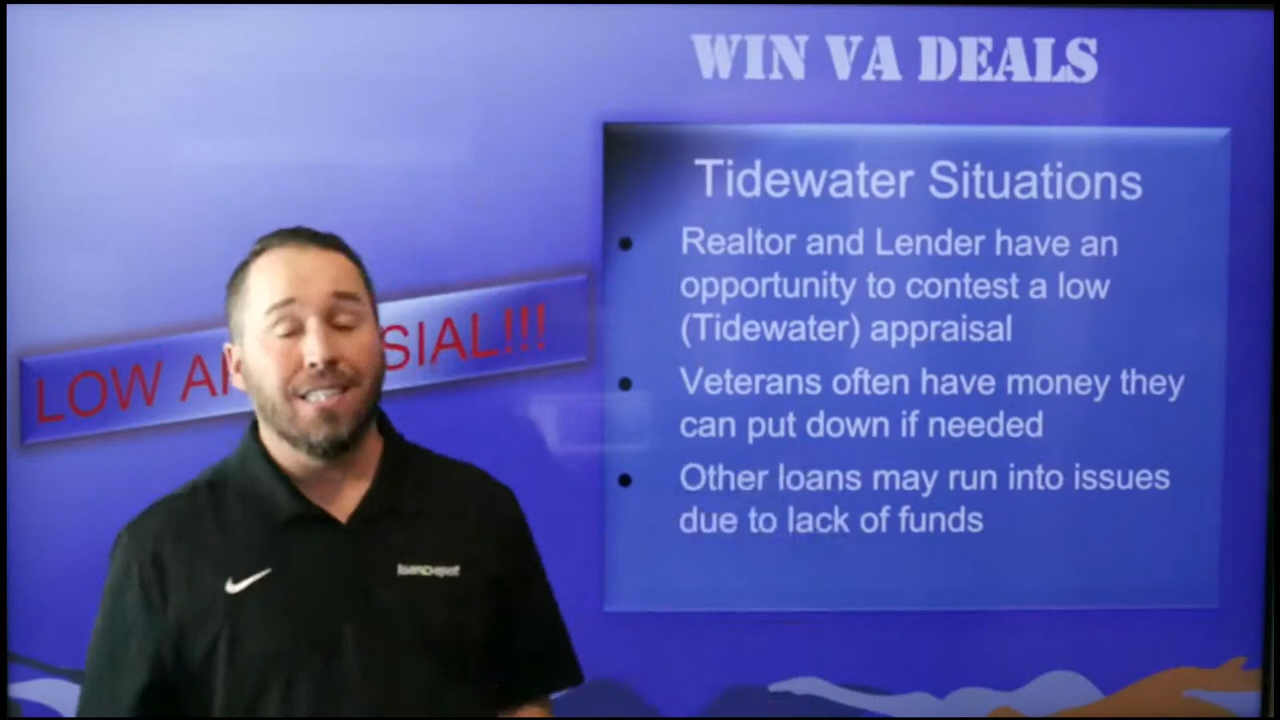 WIN VA DEALS
Tidewater Situations
Realtor and Lender have an
opportunity to contest a low
(Tidewater) appraisal
Veterans often have money they
can put down if needed
Other loans may run into issues
due to lack of funds
LOW SIAL!!!
loanDepot